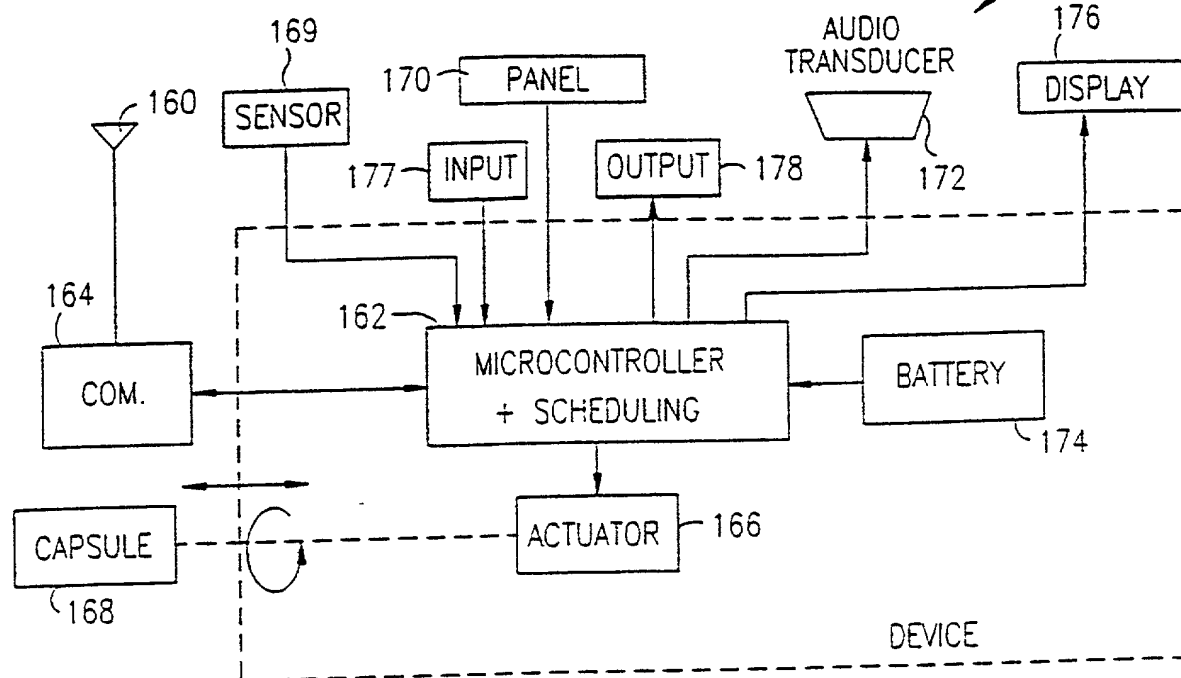 AUDIO
TRANSDUCER
176
169
170
PANEL
DISPLAY
160
SENSOR
177
INPUT
OUTPUT
178
172
164
162
MICROCONTROLLER
+ SCHEDULING
BATTERY
COM.
174
CAPSULE
ACTUATOR
166
168
DEVICE